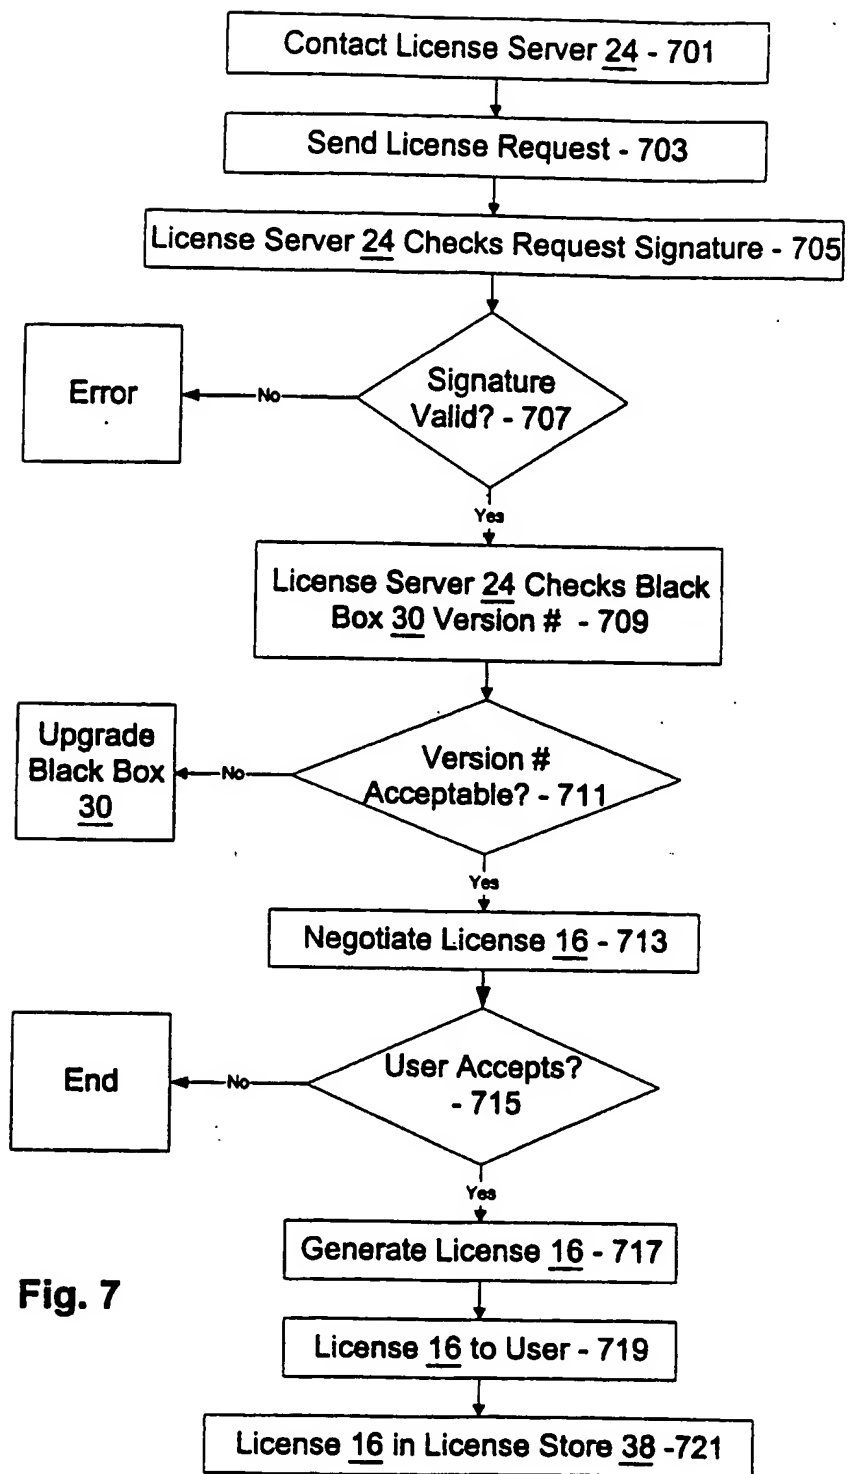 Contact License Server 24 - 701
Send License Request - 703
License Server 24 Checks Request Signature - 705
Signature
Valid? - 707
No
Error
Yes
License Server 24 Checks Black
Box 30 Version # - 709
Version #
Acceptable? - 711
No
Upgrade
Black Box
30
Yes
Negotiate License 16 - 713
User Accepts?
- 715
No
End
Yes
Generate License 16 - 717
License 16 to User - 719
License 16 in License Store 38 -721
Fig. 7